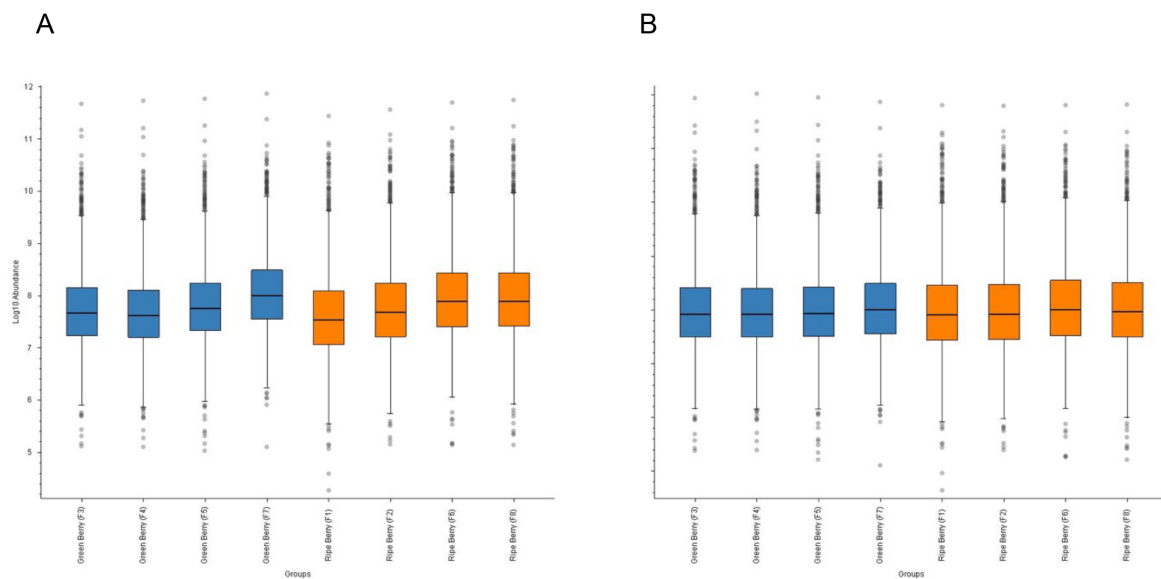 A
B
12
11
10
9
8
7
6
5
Log10 Abundance
Green Berry (F3)
Green Berry (F4)
Green Berry (F5)
Green Berry (F7)
Ripe Berry (F1)
Ripe Berry (F2)
Ripe Berry (F6)
Ripe Berry (F8)
Groups
Green Berry (F3)
Green Berry (F4)
Green Berry (F5)
Green Berry (F7)
Ripe Berry (F1)
Ripe Berry (F2)
Ripe Berry (F6)
Ripe Berry (F8)
Groups